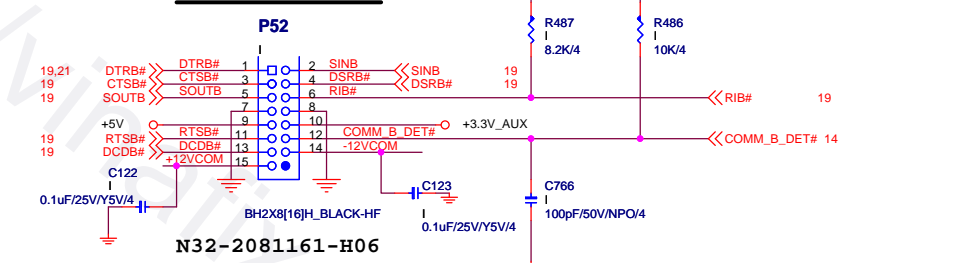 P52
R487
8.2K/4
R486
10K/4
19,21 DTRB# DTRB# 1 2 SINB SINB 19
19 CTSB# CTSB# 3 4 DSRB# DSRB# 19
19 SOUTB SOUTB 5 6 RIB# RIB# 19
7 8
+5V 9 10 +3.3V_AUX
19 RTSB# RTSB# 11 12 COMM_B_DET# COMM_B_DET# 14
19 DCDB# DCDB# 13 14 -12VCOM
+12VCOM 15
C122
0.1uF/25V/Y5V/4
C123
0.1uF/25V/Y5V/4
C766
100pF/50V/NPO/4
BH2X8[16]H_BLACK-HF
N32-2081161-H06
vinafix